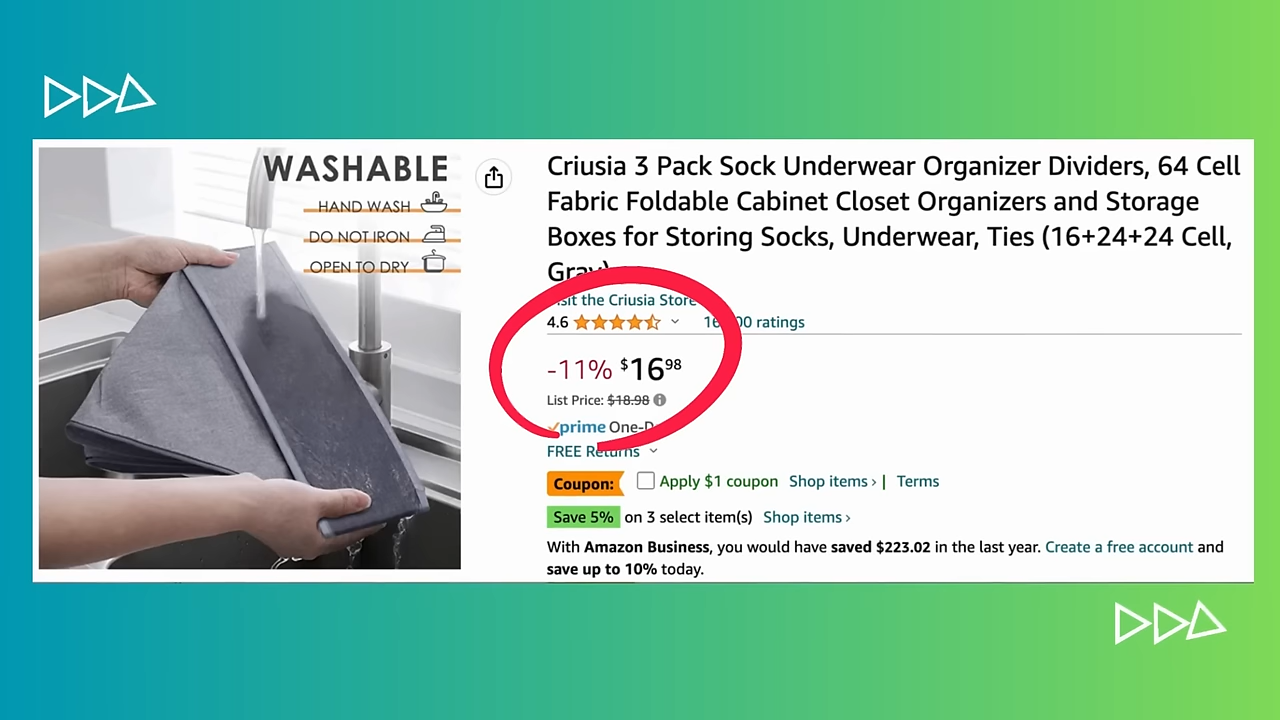 WASHABLE
HAND WASH
DO NOT IRON
OPEN TO DRY
Criusia 3 Pack Sock Underwear Organizer Dividers, 64 Cell
Fabric Foldable Cabinet Closet Organizers and Storage
Boxes for Storing Socks, Underwear, Ties (16+24+24 Cell,
Gray)
Visit the Criusia Store
4.6 ratings
-11% $16.98
List Price: $18.98
prime
FREE Returns
Coupon: Apply $1 coupon Shop items › | Terms
Save 5% on 3 select item(s) Shop items ›
With Amazon Business, you would have saved $223.02 in the last year. Create a free account and
save up to 10% today.